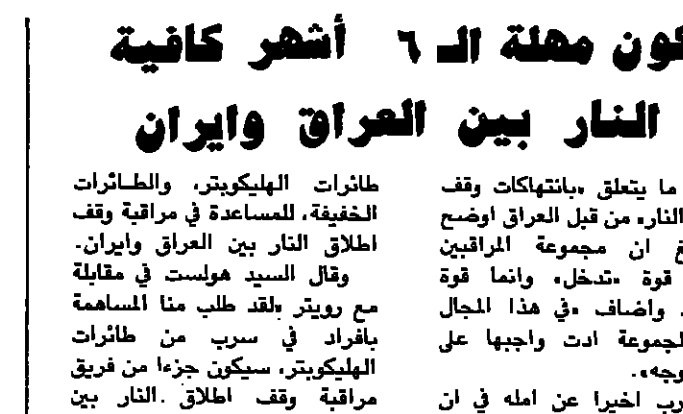 كون مهلة الـ ٦ أشهر كافية
النار بين العراق وايران
ما يتعلق «بانتهاكات وقف
النار» من قبل العراق اوضح
غ ان مجموعة المراقبين
قوة «تدخل» وانما قوة
. واضاف «في هذا المجال
لجموعة ادت واجبها على
وجه».
رب اخيرا عن امله في ان
طائرات الهليكوبتر، والطائرات
الخفيفة، للمساعدة في مراقبة وقف
اطلاق النار بين العراق وايران.
وقال السيد هولست في مقابلة
مع رويتر «لقد طلب منا المساهمة
بافراد في سرب من طائرات
الهليكوبتر، سيكون جزءا من فريق
مراقبة وقف اطلاق النار بين